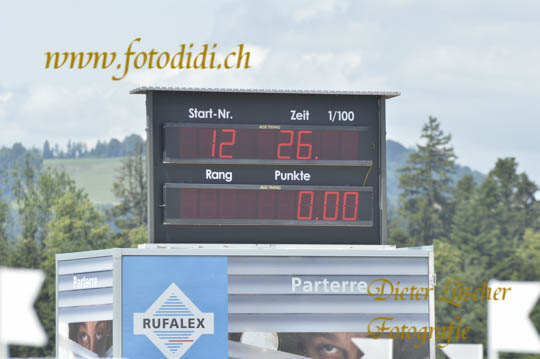 www.fotodidi.ch
Start-Nr. Zeit 1/100
12 26.
Rang Punkte
0.00
Parterre Parterre
RUFALEX
Dieter Lüscher
Fotografie